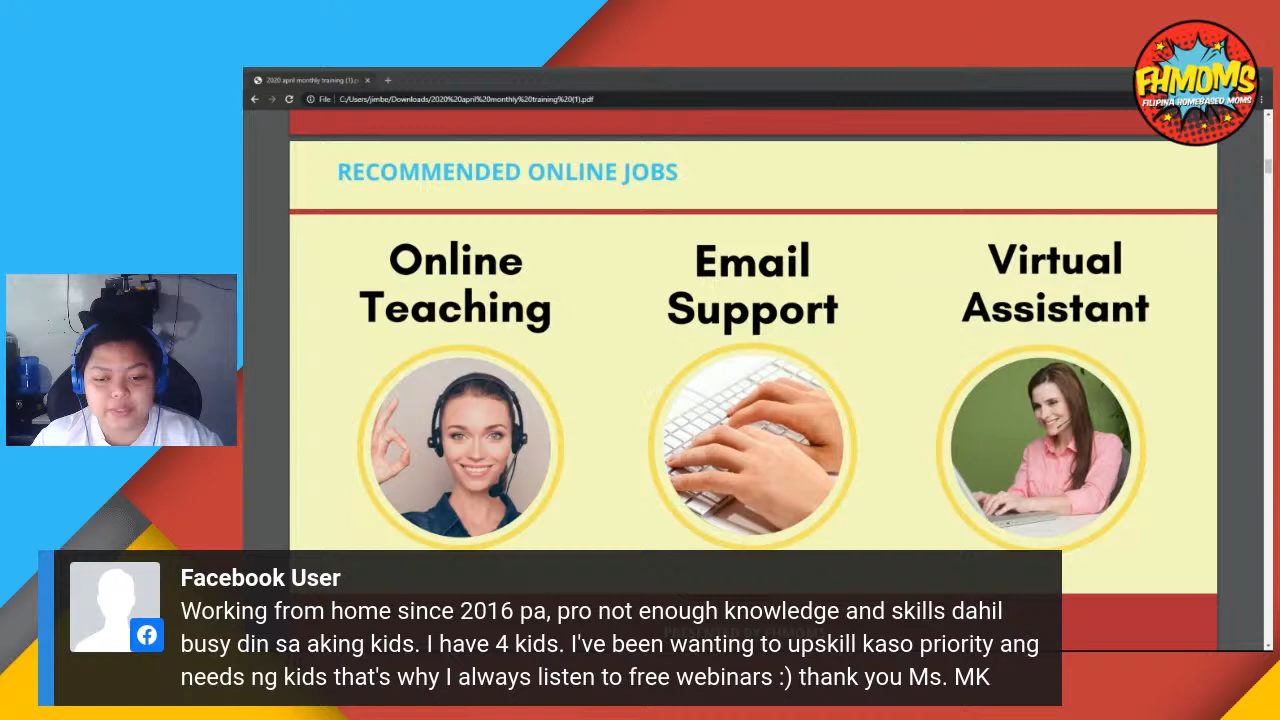 2020 april monthly training (1).p
File | C:/Users/jimbe/Downloads/2020%20april%20monthly%20training%20(1).pdf
FHMOMS
FILIPINA HOMEBASED MOMS
RECOMMENDED ONLINE JOBS
Online
Teaching
Email
Support
Virtual
Assistant
Facebook User
Working from home since 2016 pa, pro not enough knowledge and skills dahil
busy din sa aking kids. I have 4 kids. I've been wanting to upskill kaso priority ang
needs ng kids that's why I always listen to free webinars :) thank you Ms. MK